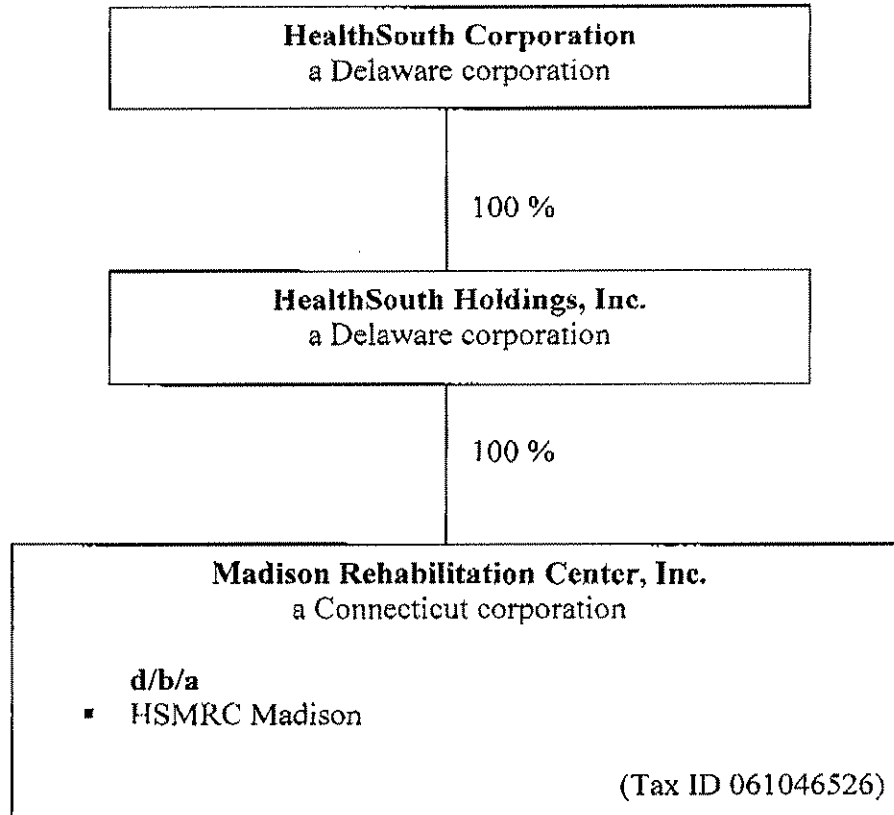 HealthSouth Corporation
a Delaware corporation
100 %
HealthSouth Holdings, Inc.
a Delaware corporation
100 %
Madison Rehabilitation Center, Inc.
a Connecticut corporation
d/b/a
▪ HSMRC Madison
(Tax ID 061046526)